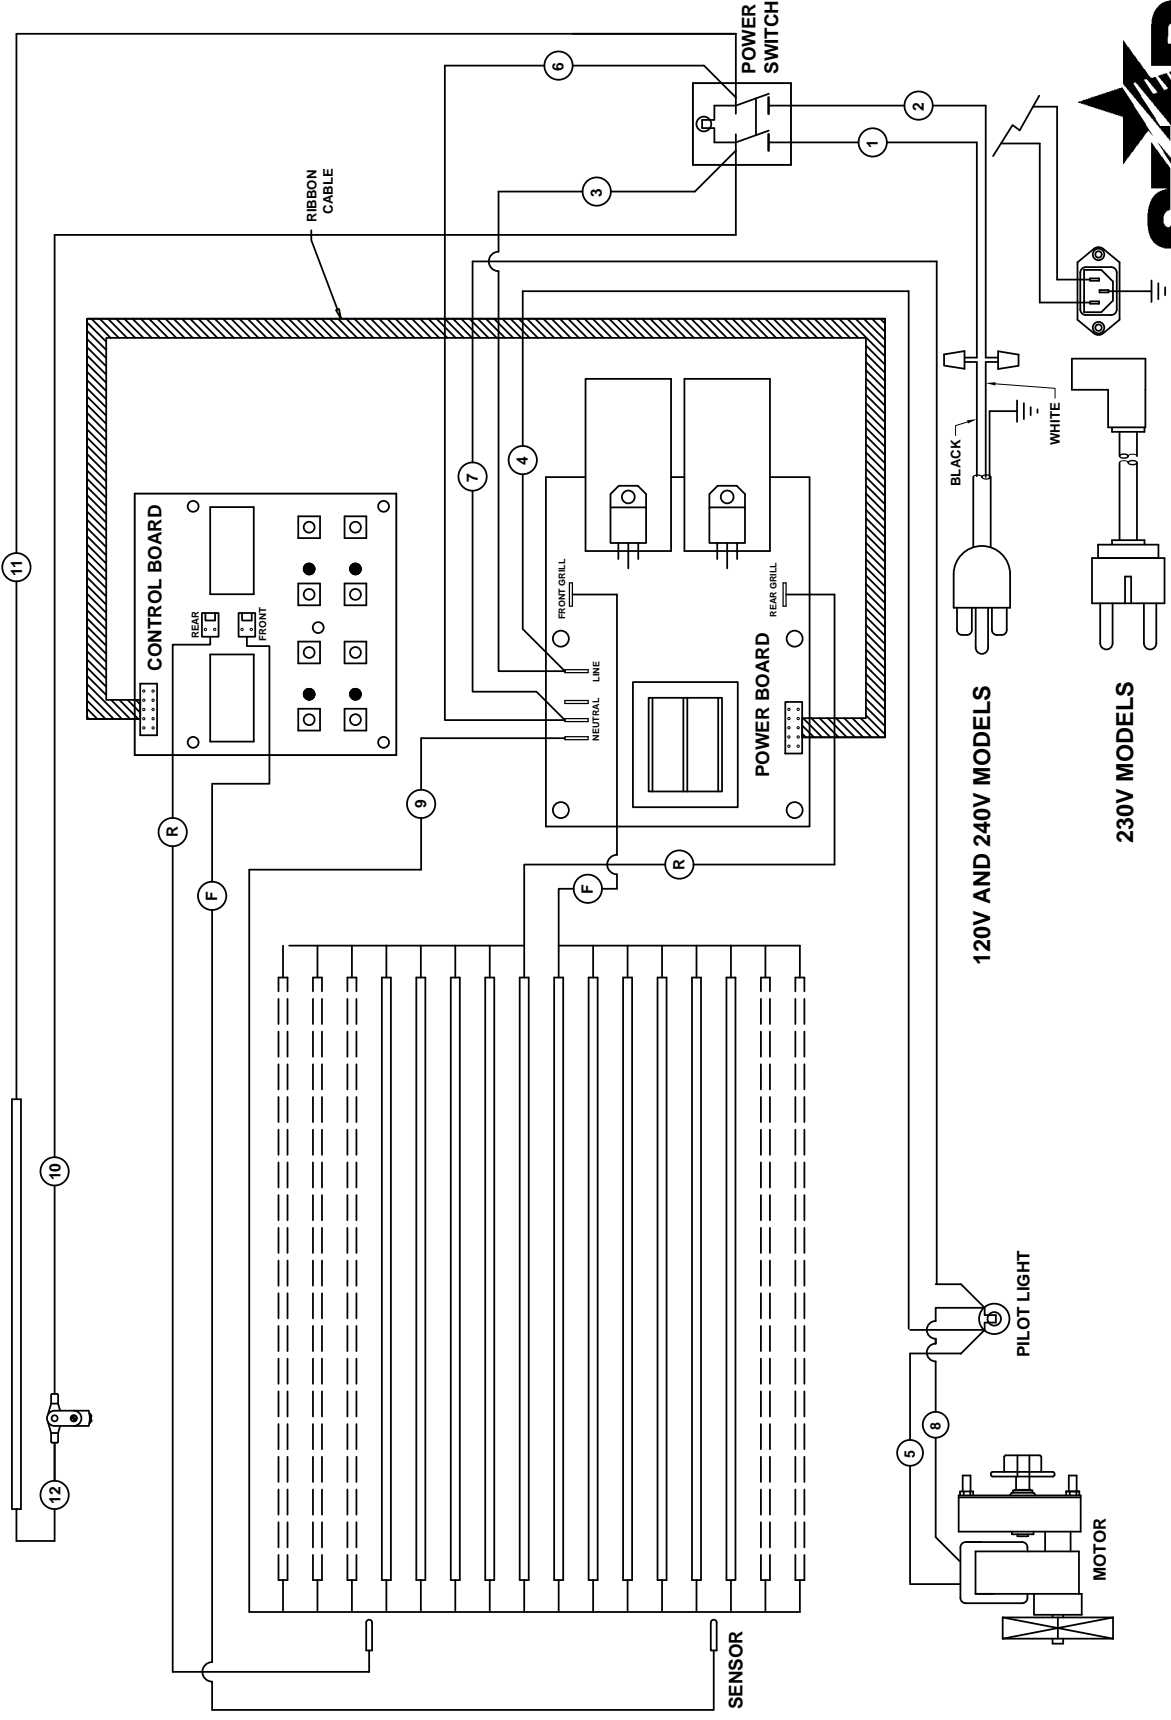 POWER
SWITCH
RIBBON
CABLE
CONTROL BOARD
REAR
FRONT
POWER BOARD
FRONT GRILL
REAR GRILL
LINE
NEUTRAL
BLACK
WHITE
120V AND 240V MODELS
230V MODELS
PILOT LIGHT
MOTOR
SENSOR
1
2
3
4
5
6
7
8
9
10
11
12
R
F
R
F